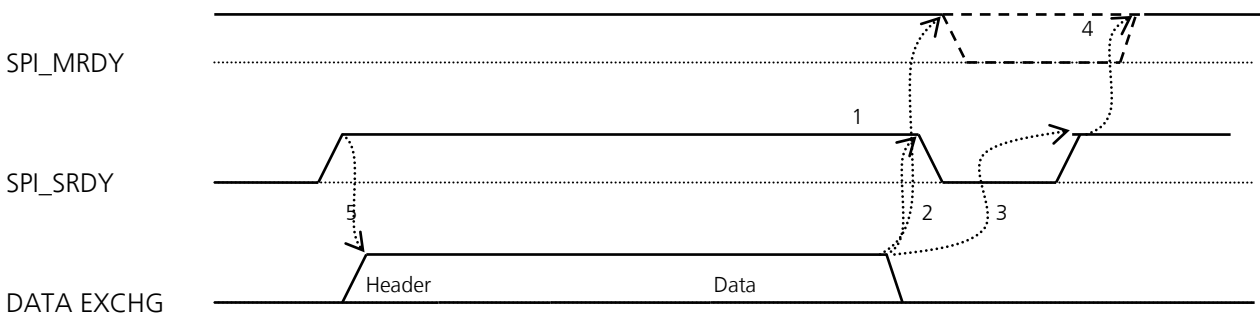 4
SPI_MRDY
1
SPI_SRDY
5 2 3
Header Data
DATA EXCHG